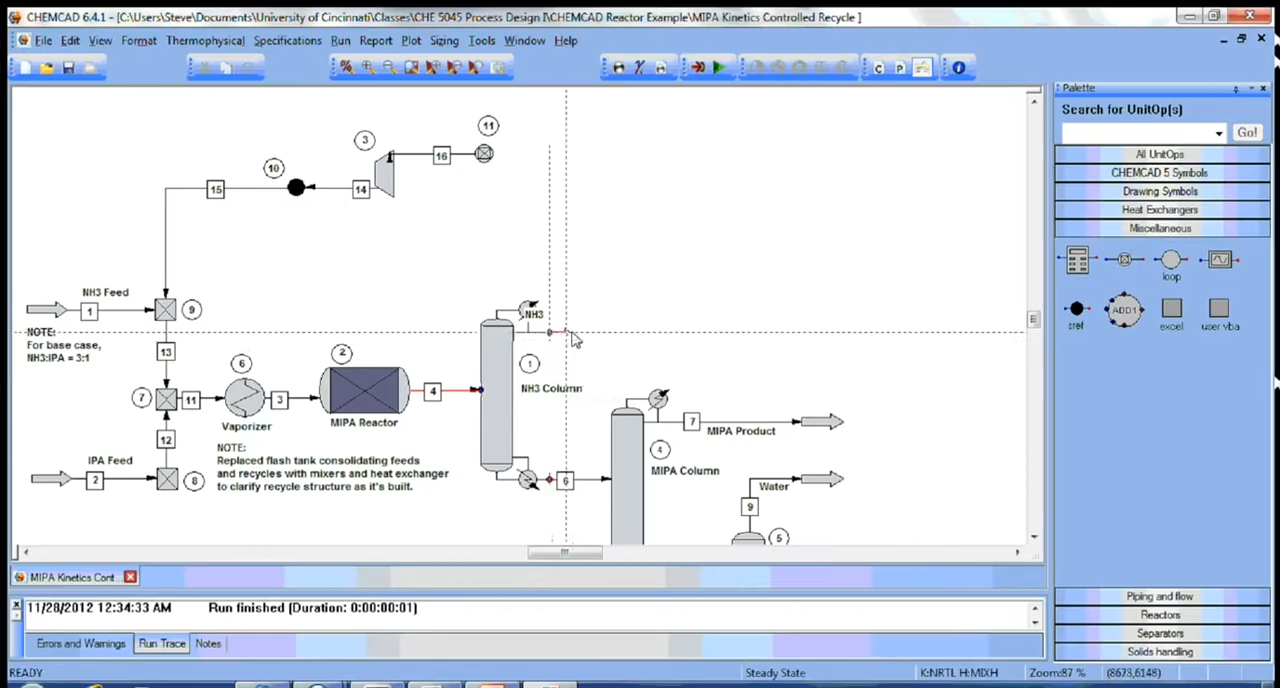 CHEMCAD 6.4.1 - [C:\Users\Steve\Documents\University of Cincinnati\Classes\CHE 5045 Process Design I\CHEMCAD Reactor Example\MIPA Kinetics Controlled Recycle ]
File Edit View Format Thermophysical Specifications Run Report Plot Sizing Tools Window Help
C P
Palette
Search for UnitOp(s)
Go!
All UnitOps
CHEMCAD 5 Symbols
Drawing Symbols
Heat Exchangers
Miscellaneous
loop
ADD1
sref
excel
user vba
Piping and flow
Reactors
Separators
Solids handling
11
3
16
10
15
14
NH3 Feed
1
9
NOTE:
For base case,
NH3:IPA = 3:1
13
NH3
2
6
1
7
11
3
4
NH3 Column
Vaporizer
MIPA Reactor
12
7
MIPA Product
NOTE:
Replaced flash tank consolidating feeds
and recycles with mixers and heat exchanger
to clarify recycle structure as it's built.
4
IPA Feed
2
8
6
MIPA Column
Water
9
5
MIPA Kinetics Cont
11/28/2012 12:34:33 AM Run finished (Duration: 0:00:00:01)
Errors and Warnings Run Trace Notes
READY
Steady State
K:NRTL H:MIXH
Zoom:87 %
(8673,6148)